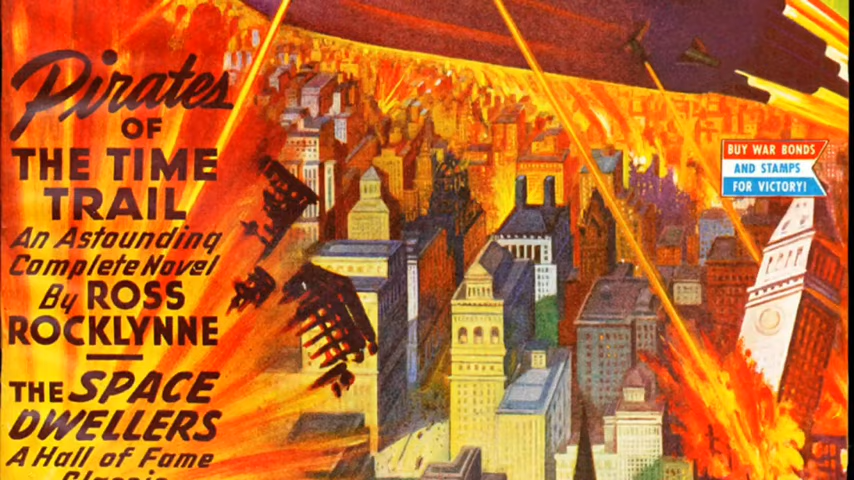 Pirates
OF
THE TIME
TRAIL
An Astounding
Complete Novel
By ROSS
ROCKLYNNE
THE SPACE
DWELLERS
A Hall of Fame
Classic
BUY WAR BONDS
AND STAMPS
FOR VICTORY!